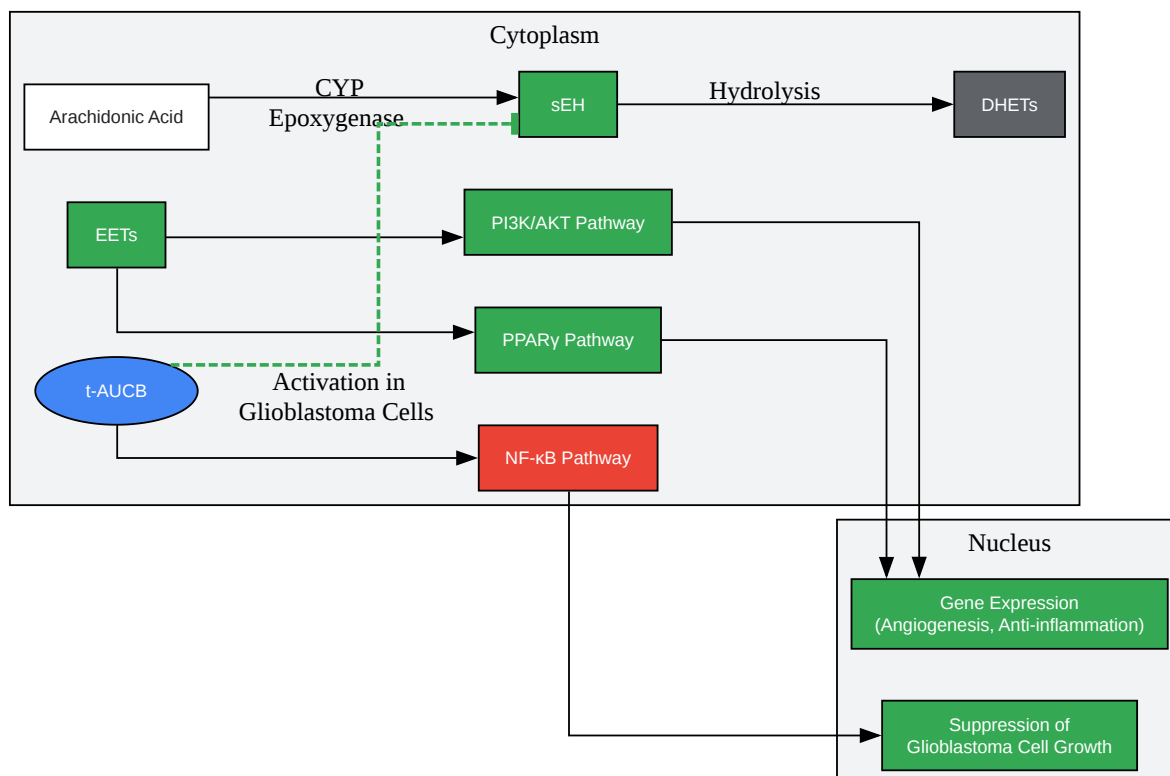 Cytoplasm
Arachidonic Acid
CYP
Epoxygenase
sEH
Hydrolysis
DHETs
EETs
PI3K/AKT Pathway
PPARγ Pathway
t-AUCB
Activation in
Glioblastoma Cells
NF-κB Pathway
Nucleus
Gene Expression
(Angiogenesis, Anti-inflammation)
Suppression of
Glioblastoma Cell Growth